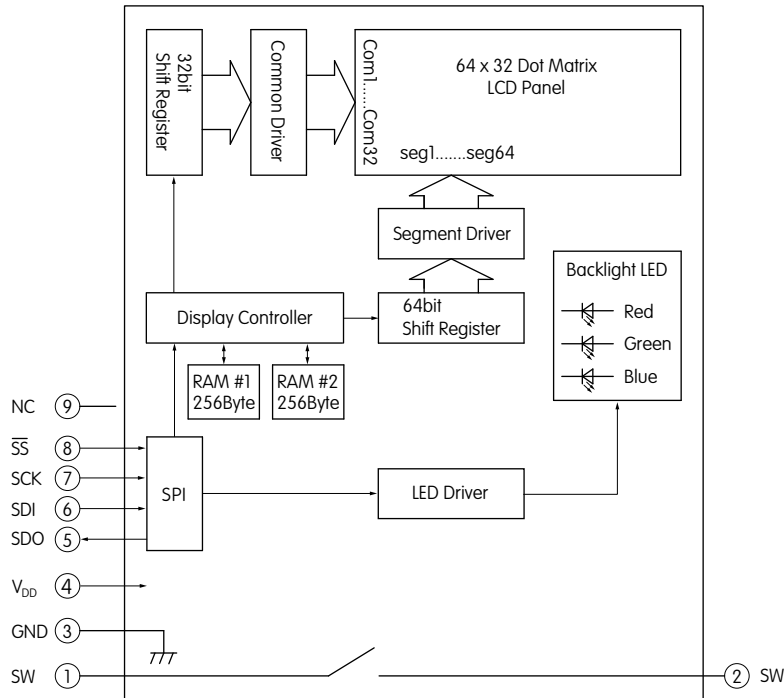 32bit
Shift Register
Common Driver
Com1......Com32
64 x 32 Dot Matrix
LCD Panel
seg1.......seg64
Segment Driver
Backlight LED
Red
Green
Blue
Display Controller
64bit
Shift Register
RAM #1
256Byte
RAM #2
256Byte
NC 9
S̅S̅ 8
SCK 7
SDI 6
SDO 5
SPI
LED Driver
VDD 4
GND 3
SW 1
2 SW